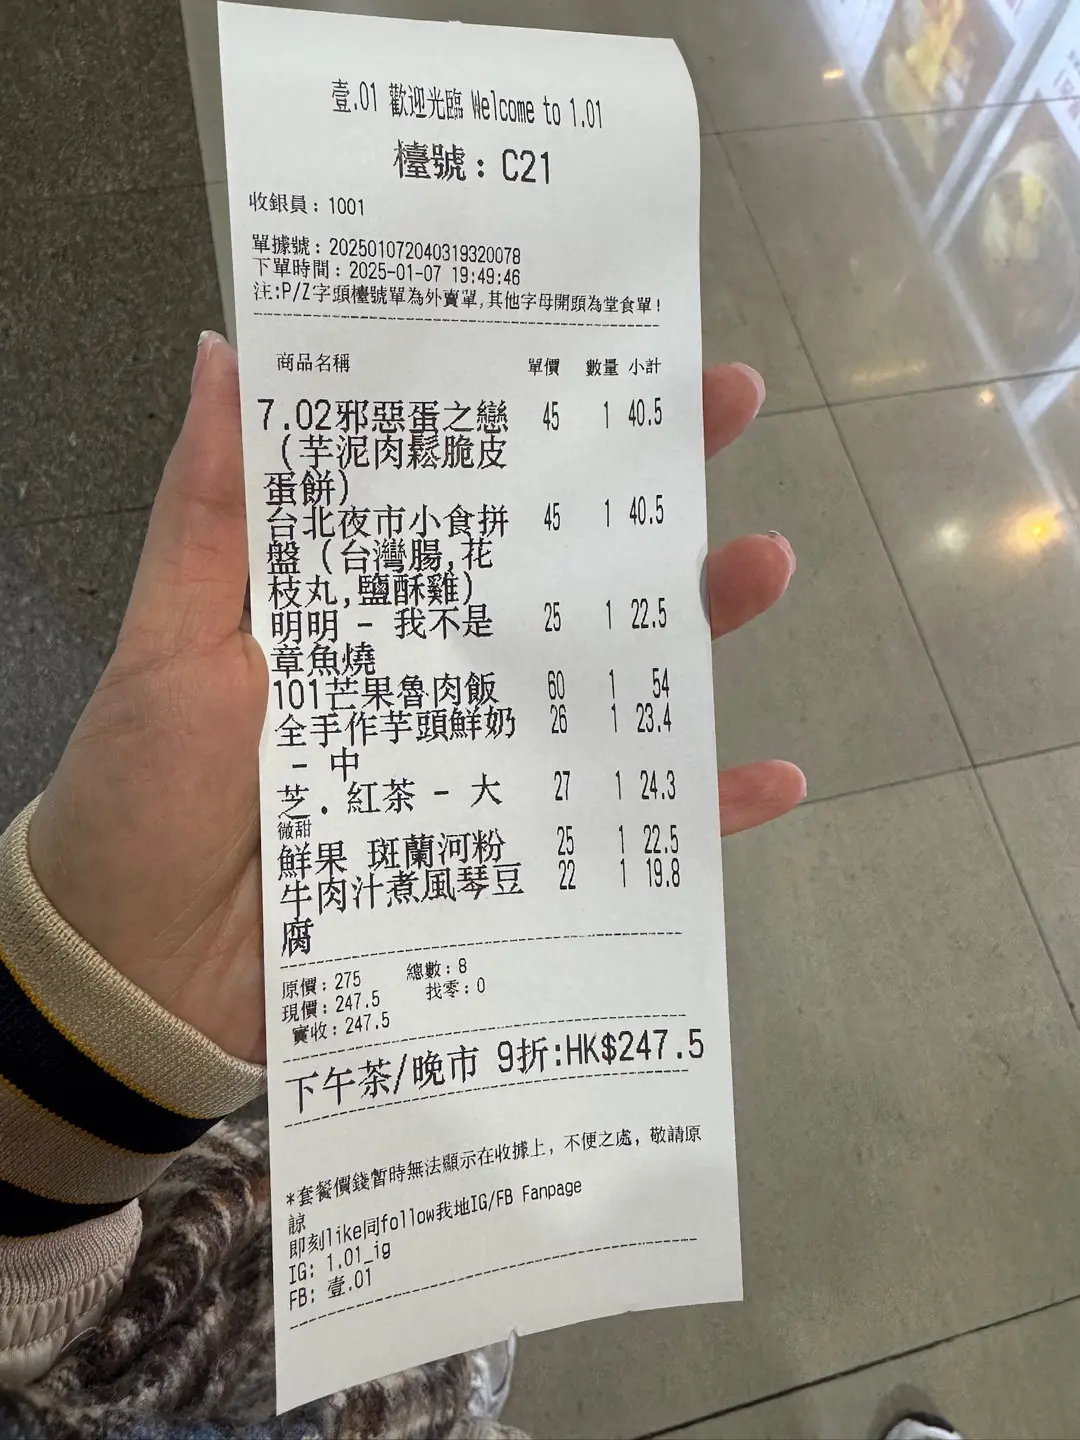 壹.01 歡迎光臨 Welcome to 1.01
檯號：C21
收銀員：1001
單據號：202501072040319320078
下單時間：2025-01-07 19:49:46
注:P/Z字頭檯號單為外賣單,其他字母開頭為堂食單！
商品名稱 單價 數量 小計
7.02邪惡蛋之戀 45 1 40.5
（芋泥肉鬆脆皮
蛋餅）
台北夜市小食拼 45 1 40.5
盤（台灣腸,花
枝丸,鹽酥雞）
明明 - 我不是 25 1 22.5
章魚燒
101芒果魯肉飯 60 1 54
全手作芋頭鮮奶 26 1 23.4
- 中
芝．紅茶 - 大 27 1 24.3
微甜
鮮果 斑蘭河粉 25 1 22.5
牛肉汁煮風琴豆 22 1 19.8
腐
原價：275 總數：8
現價：247.5 找零：0
實收：247.5
下午茶/晚市 9折:HK$247.5
*套餐價錢暫時無法顯示在收據上，不便之處，敬請原
諒
即刻like同follow我地IG/FB Fanpage
IG: 1.01_ig
FB: 壹.01